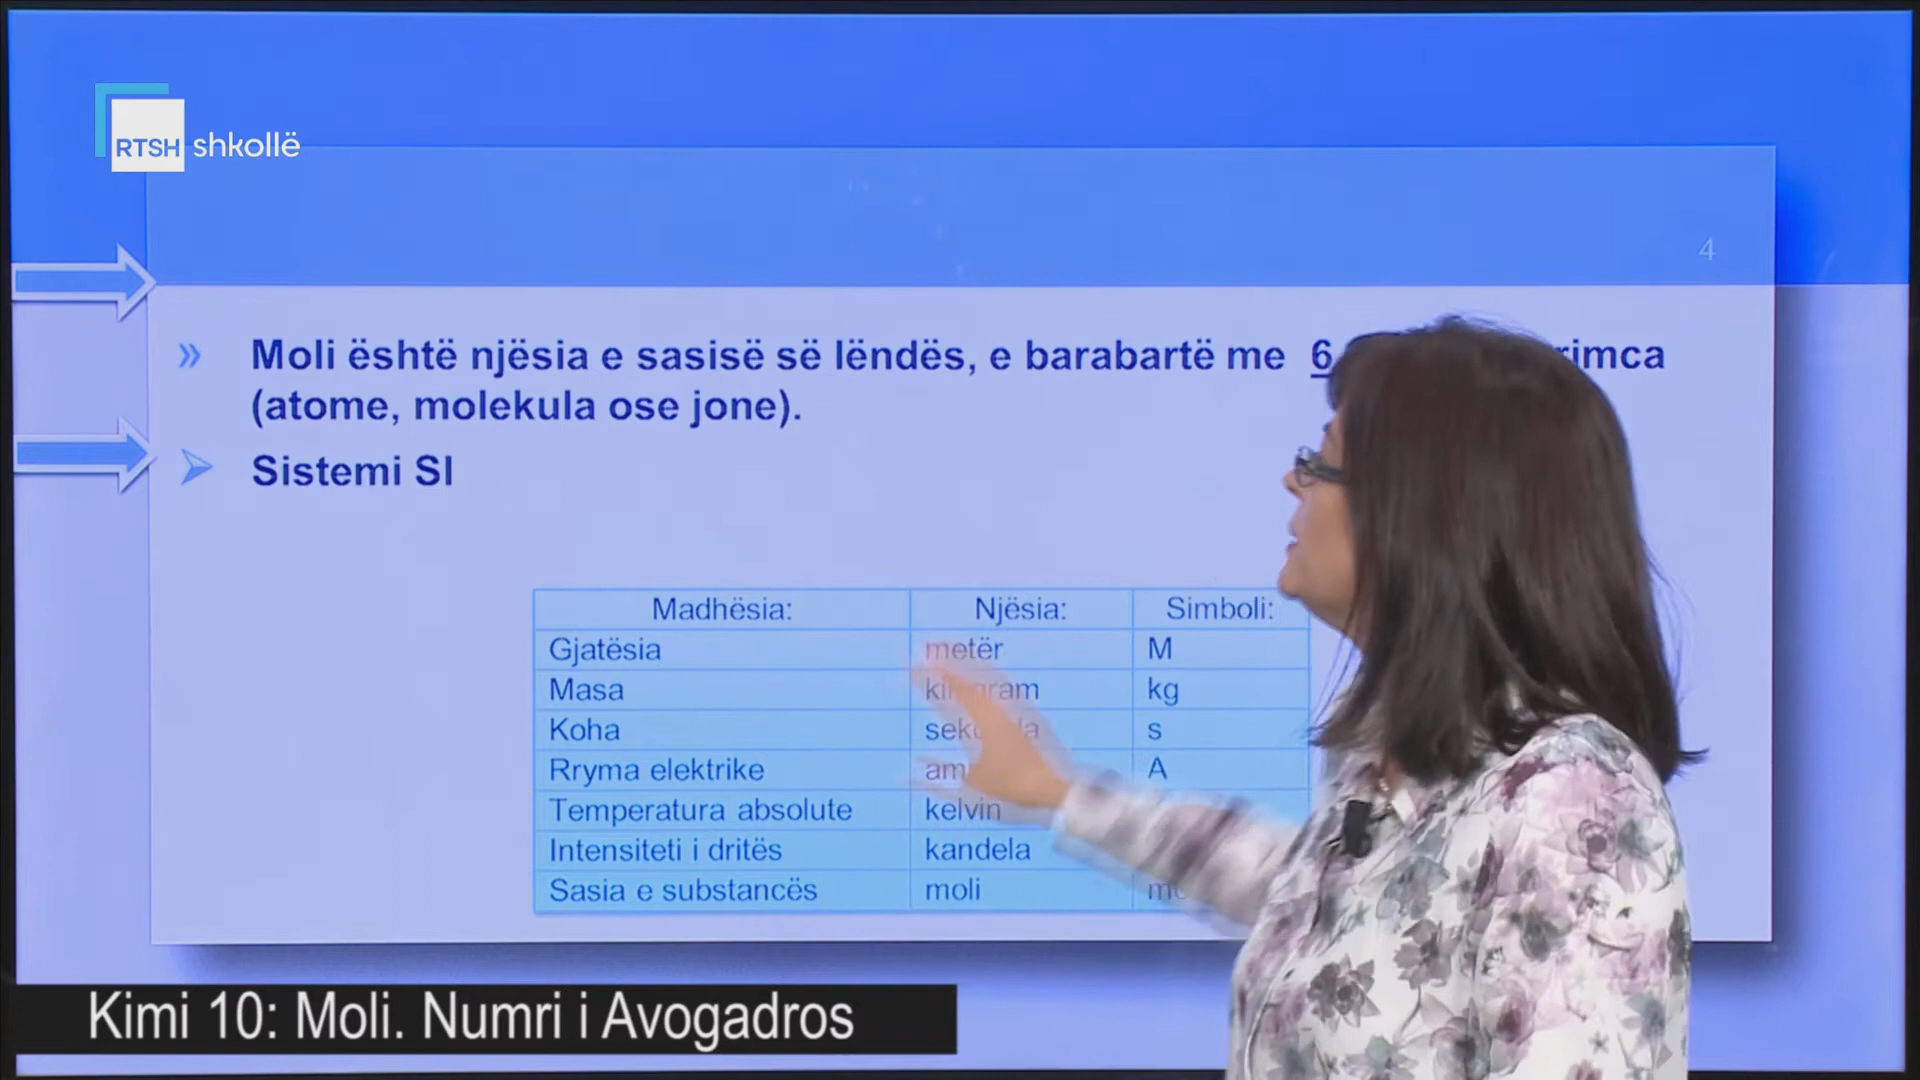 RTSH shkollë
4
» Moli është njësia e sasisë së lëndës, e barabartë me 6
(atome, molekula ose jone).
Sistemi SI
Madhësia: Njësia: Simboli:
Gjatësia metër M
Masa kg
Koha s
Rryma elektrike A
Temperatura absolute kelvin
Intensiteti i dritës kandela
Sasia e substancës moli
Kimi 10: Moli. Numri i Avogadros